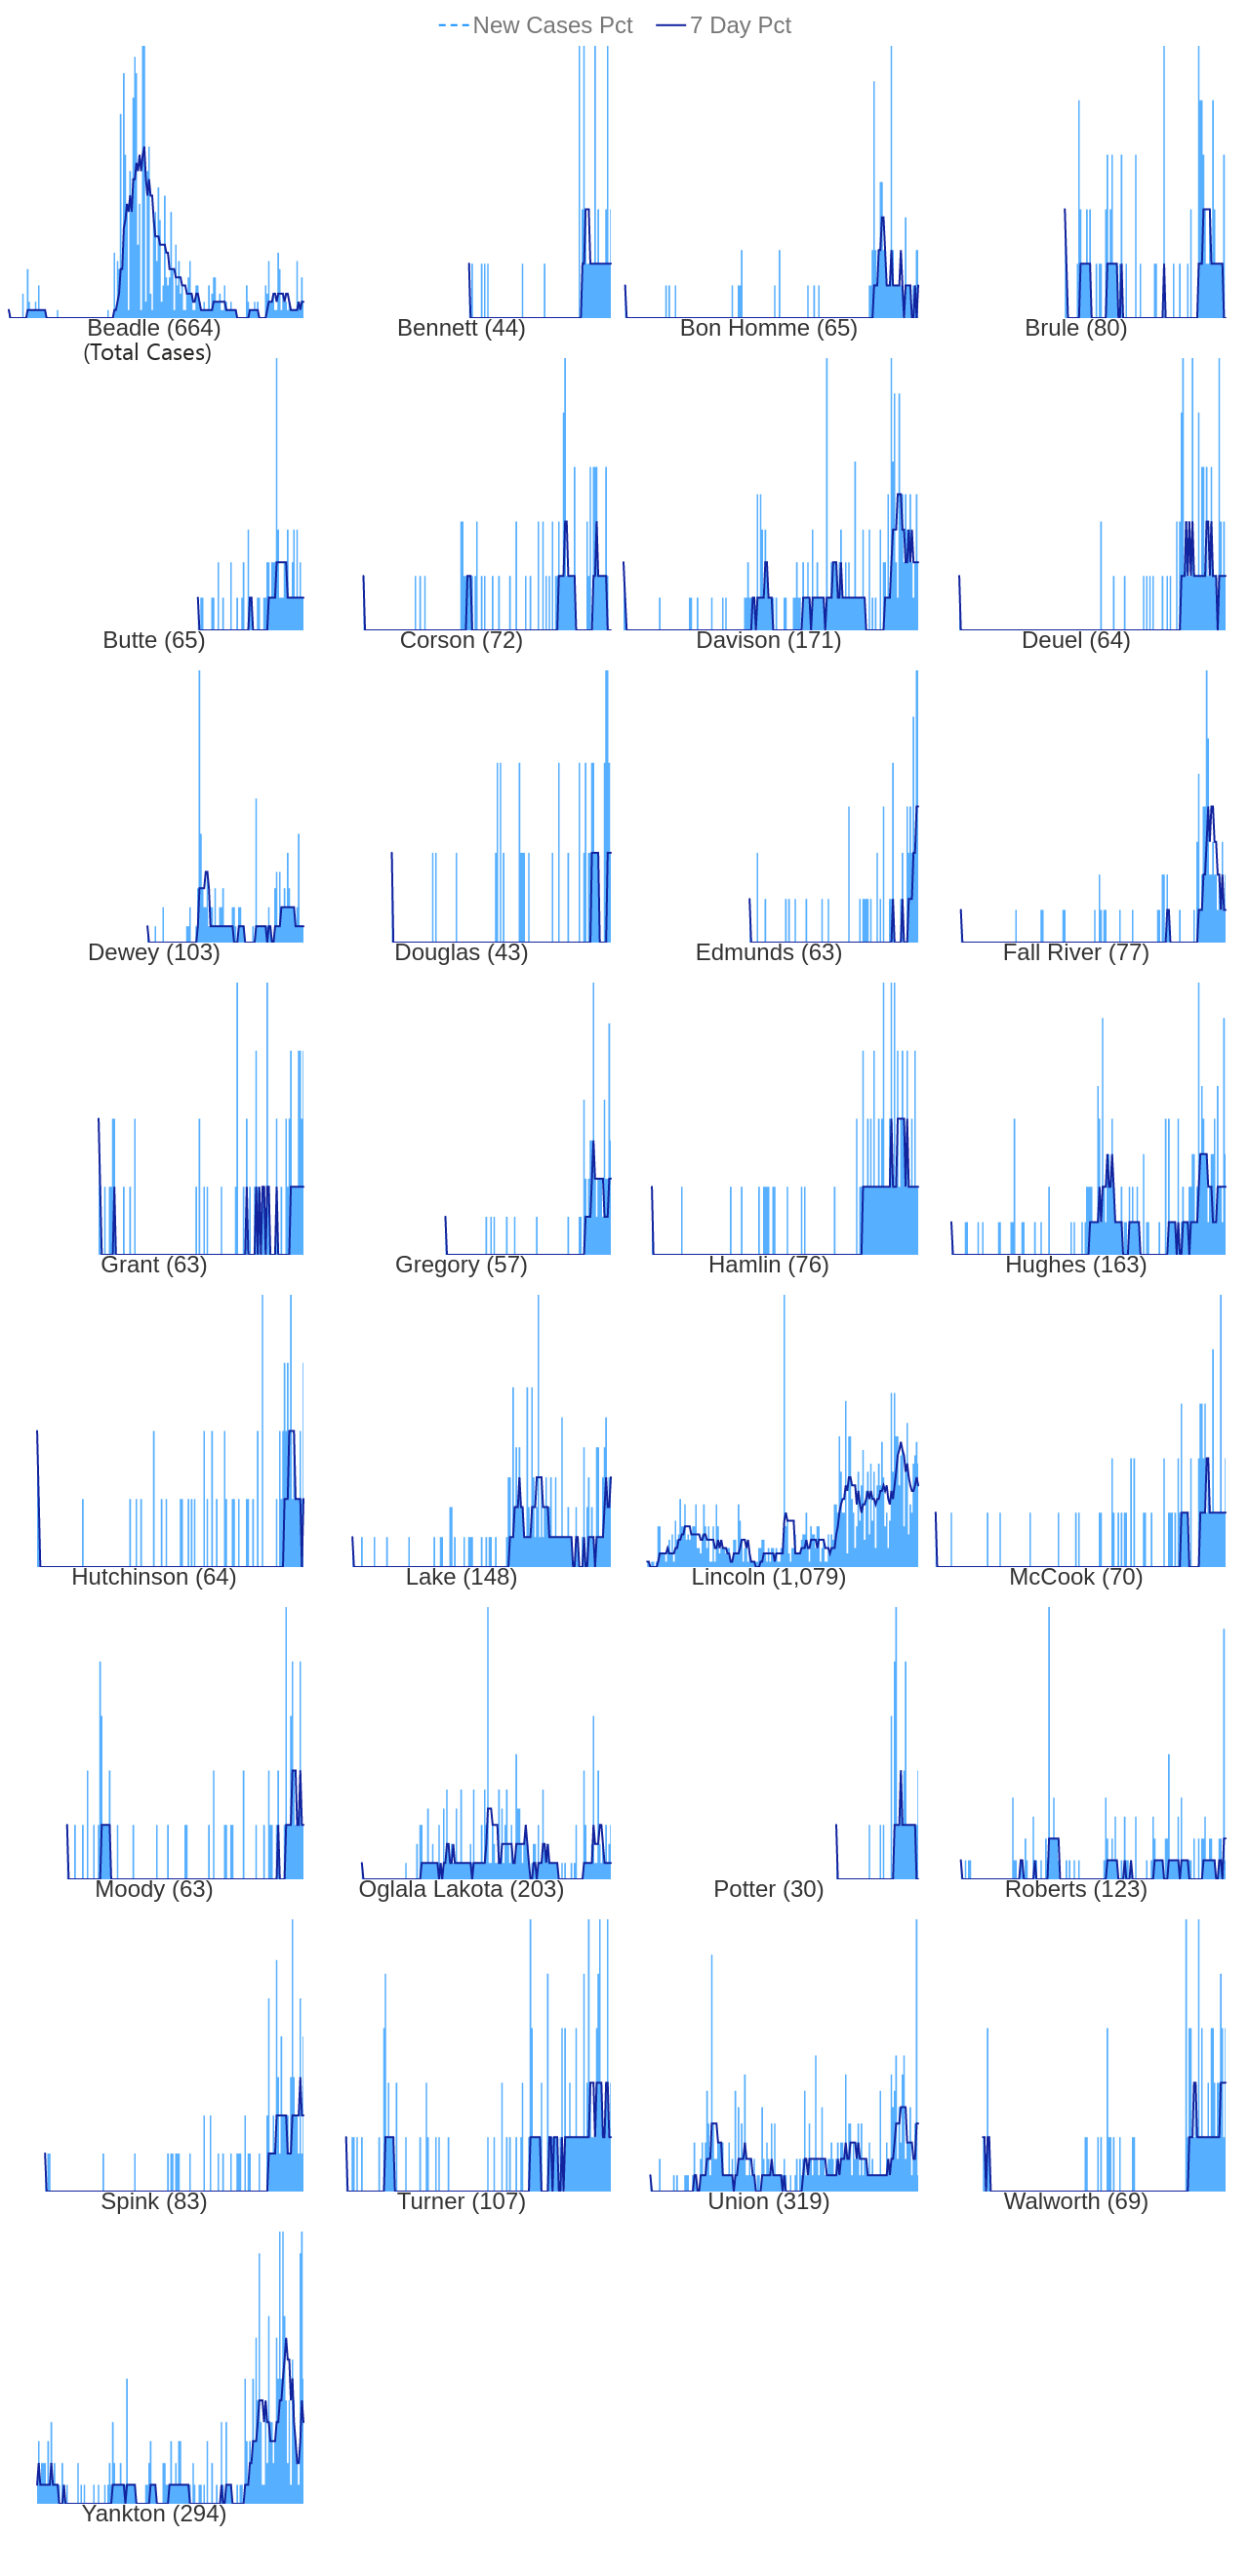 New Cases Pct 7 Day Pct
Beadle (664) Bennett (44) Bon Homme (65) Brule (80)
(Total Cases)
Butte (65) Corson (72) Davison (171) Deuel (64)
Dewey (103) Douglas (43) Edmunds (63) Fall River (77)
Grant (63) Gregory (57) Hamlin (76) Hughes (163)
Hutchinson (64) Lake (148) Lincoln (1,079) McCook (70)
Moody (63) Oglala Lakota (203) Potter (30) Roberts (123)
Spink (83) Turner (107) Union (319) Walworth (69)
Yankton (294)